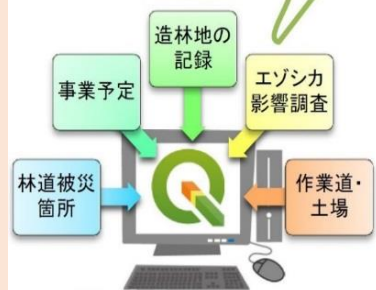 造林地の
記録
事業予定
エゾシカ
影響調査
林道被災
箇所
作業道・
土場